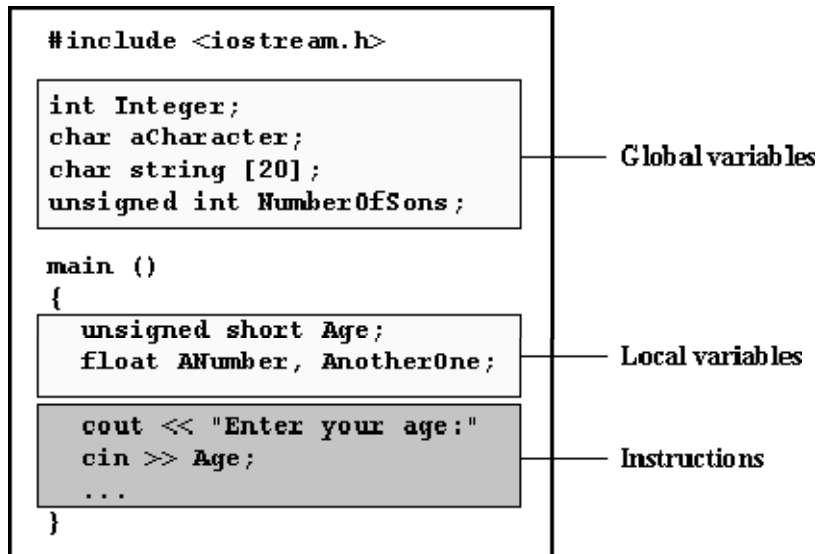 #include <iostream.h>
int Integer;
char aCharacter;
char string [20];
unsigned int NumberOfSons;
Global variables
main ()
{
unsigned short Age;
float ANumber, AnotherOne;
Local variables
cout << "Enter your age:"
cin >> Age;
...
Instructions
}